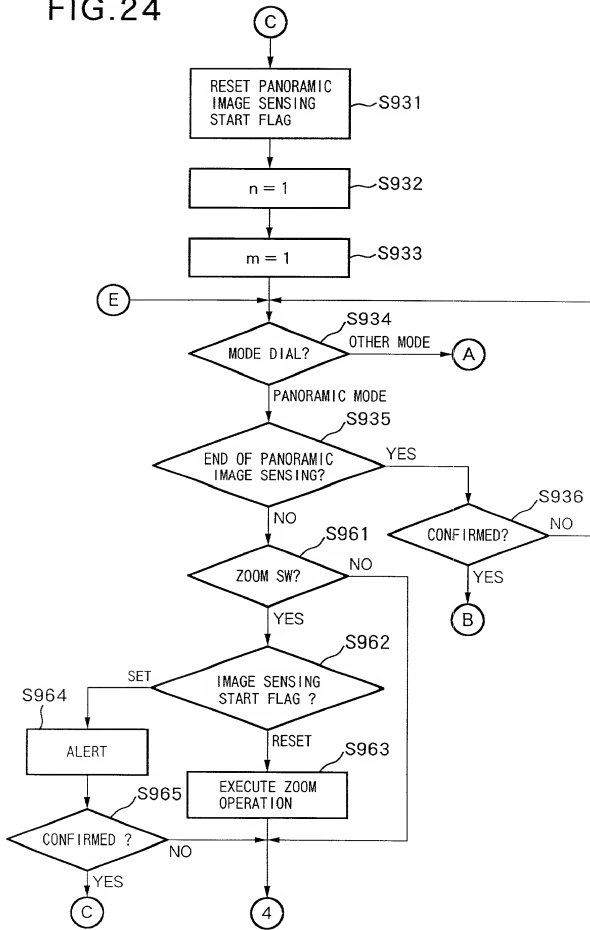 FIG.24
C
RESET PANORAMIC
IMAGE SENSING
START FLAG
S931
n = 1
S932
m = 1
S933
E
S934
MODE DIAL?
OTHER MODE
A
PANORAMIC MODE
S935
END OF PANORAMIC
IMAGE SENSING?
YES
S936
NO
CONFIRMED?
NO
S961
ZOOM SW?
NO
YES
B
YES
S962
IMAGE SENSING
START FLAG ?
SET
S964
RESET
ALERT
S963
EXECUTE ZOOM
OPERATION
S965
CONFIRMED ?
NO
YES
C
4